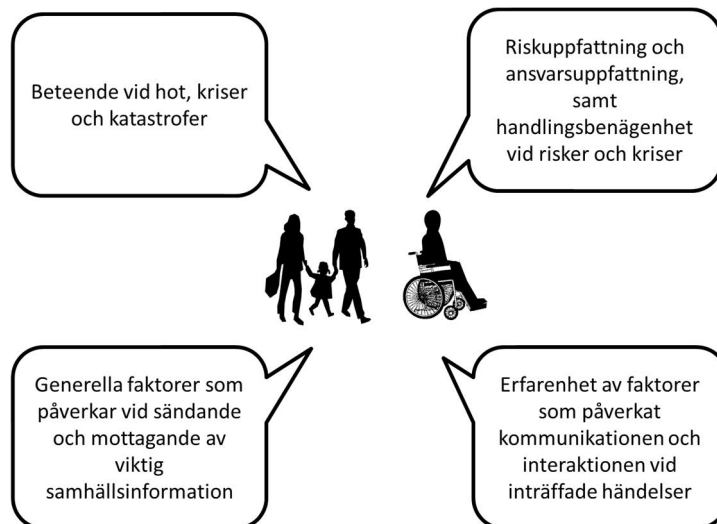 Beteende vid hot, kriser
och katastrofer
Riskuppfattning och
ansvarsuppfattning,
samt
handlingsbenägenhet
vid risker och kriser
Generella faktorer som
påverkar vid sändande
och mottagande av
viktig
samhällsinformation
Erfarenhet av faktorer
som påverkat
kommunikationen och
interaktionen vid
inträffade händelser